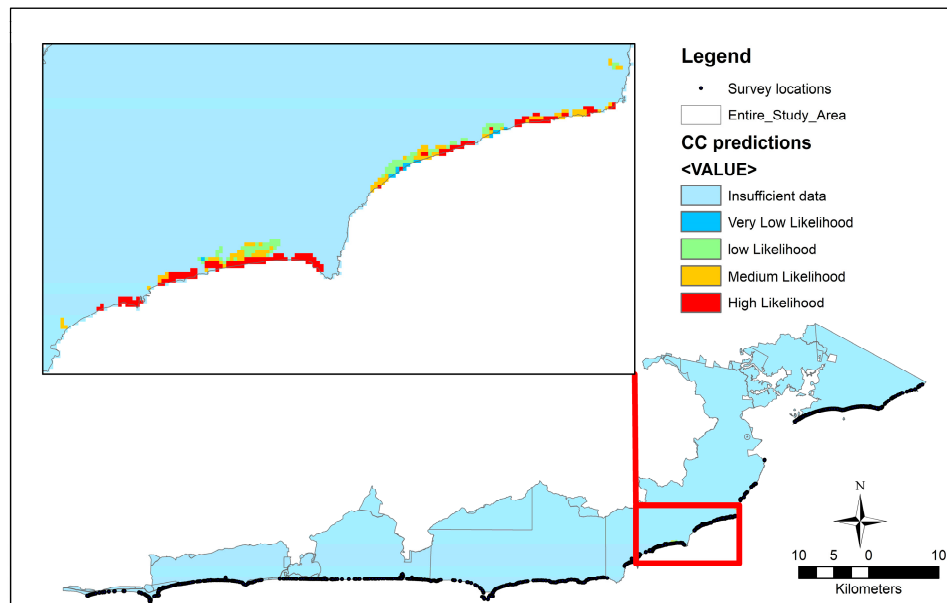 Legend
Survey locations
Entire_Study_Area
CC predictions
<VALUE>
Insufficient data
Very Low Likelihood
low Likelihood
Medium Likelihood
High Likelihood
N
10 5 0 10
Kilometers